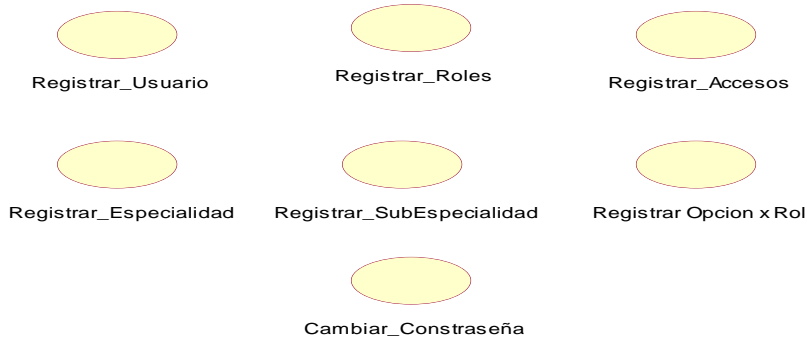 Registrar_Usuario
Registrar_Roles
Registrar_Accesos
Registrar_Especialidad
Registrar_SubEspecialidad
Registrar Opcion x Rol
Cambiar_Constraseña